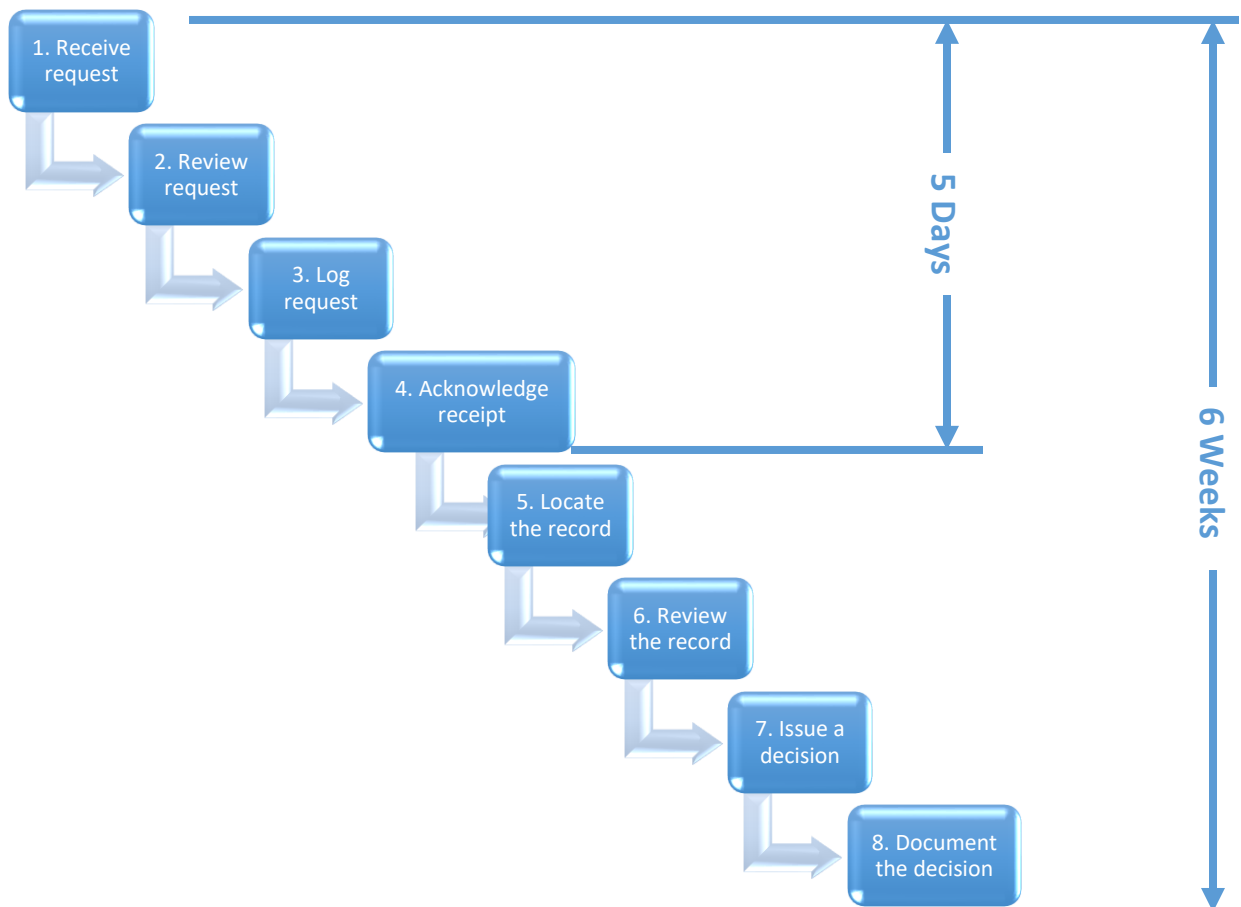 1. Receive
request
2. Review
request
3. Log
request
4. Acknowledge
receipt
5. Locate
the record
6. Review
the record
7. Issue a
decision
8. Document
the decision
5 Days
6 Weeks